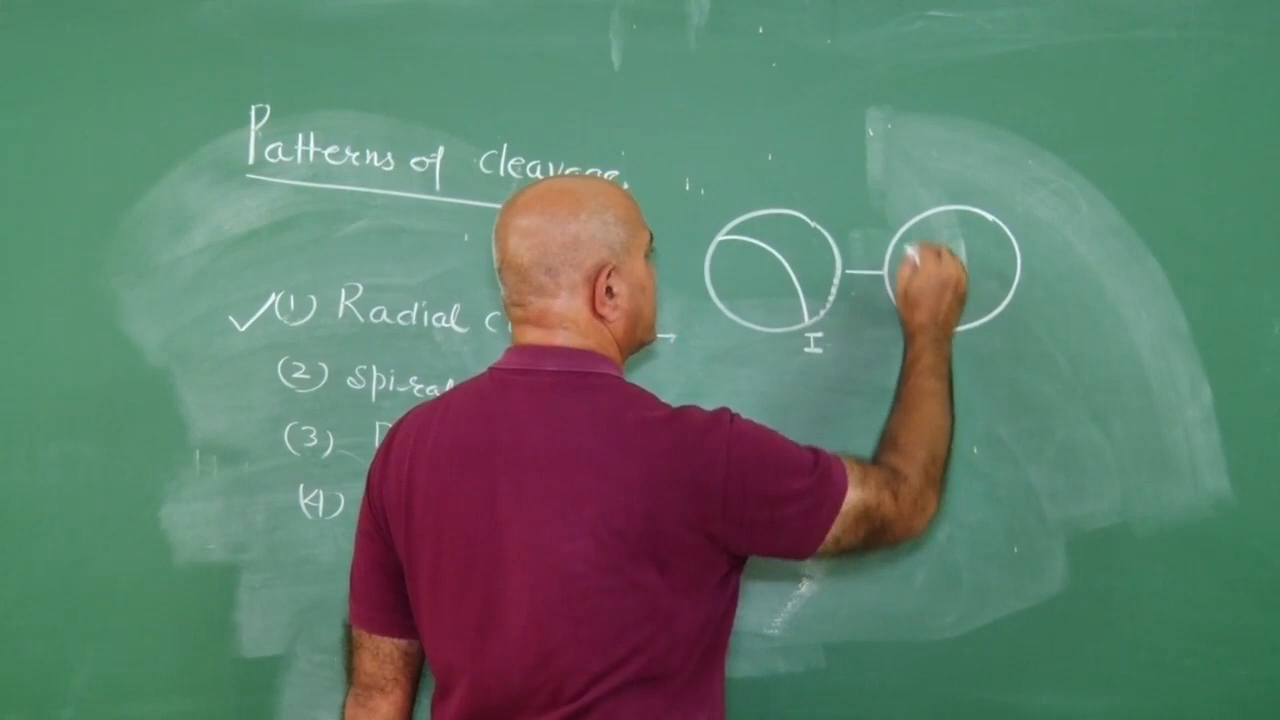 Patterns of cleavage
(1) Radial
(2) spiral
(3)
(4)
I